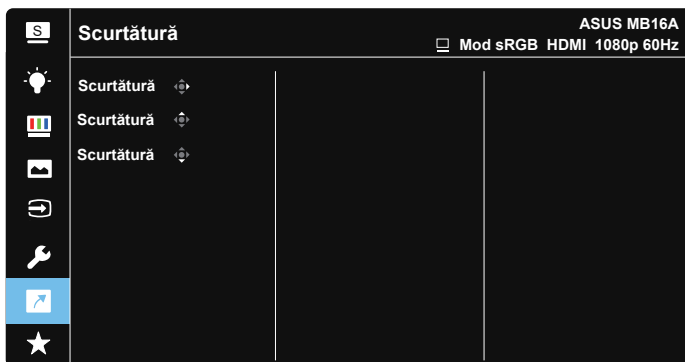 S
Scurtătură
ASUS MB16A
Mod sRGB HDMI 1080p 60Hz
Scurtătură
Scurtătură
Scurtătură